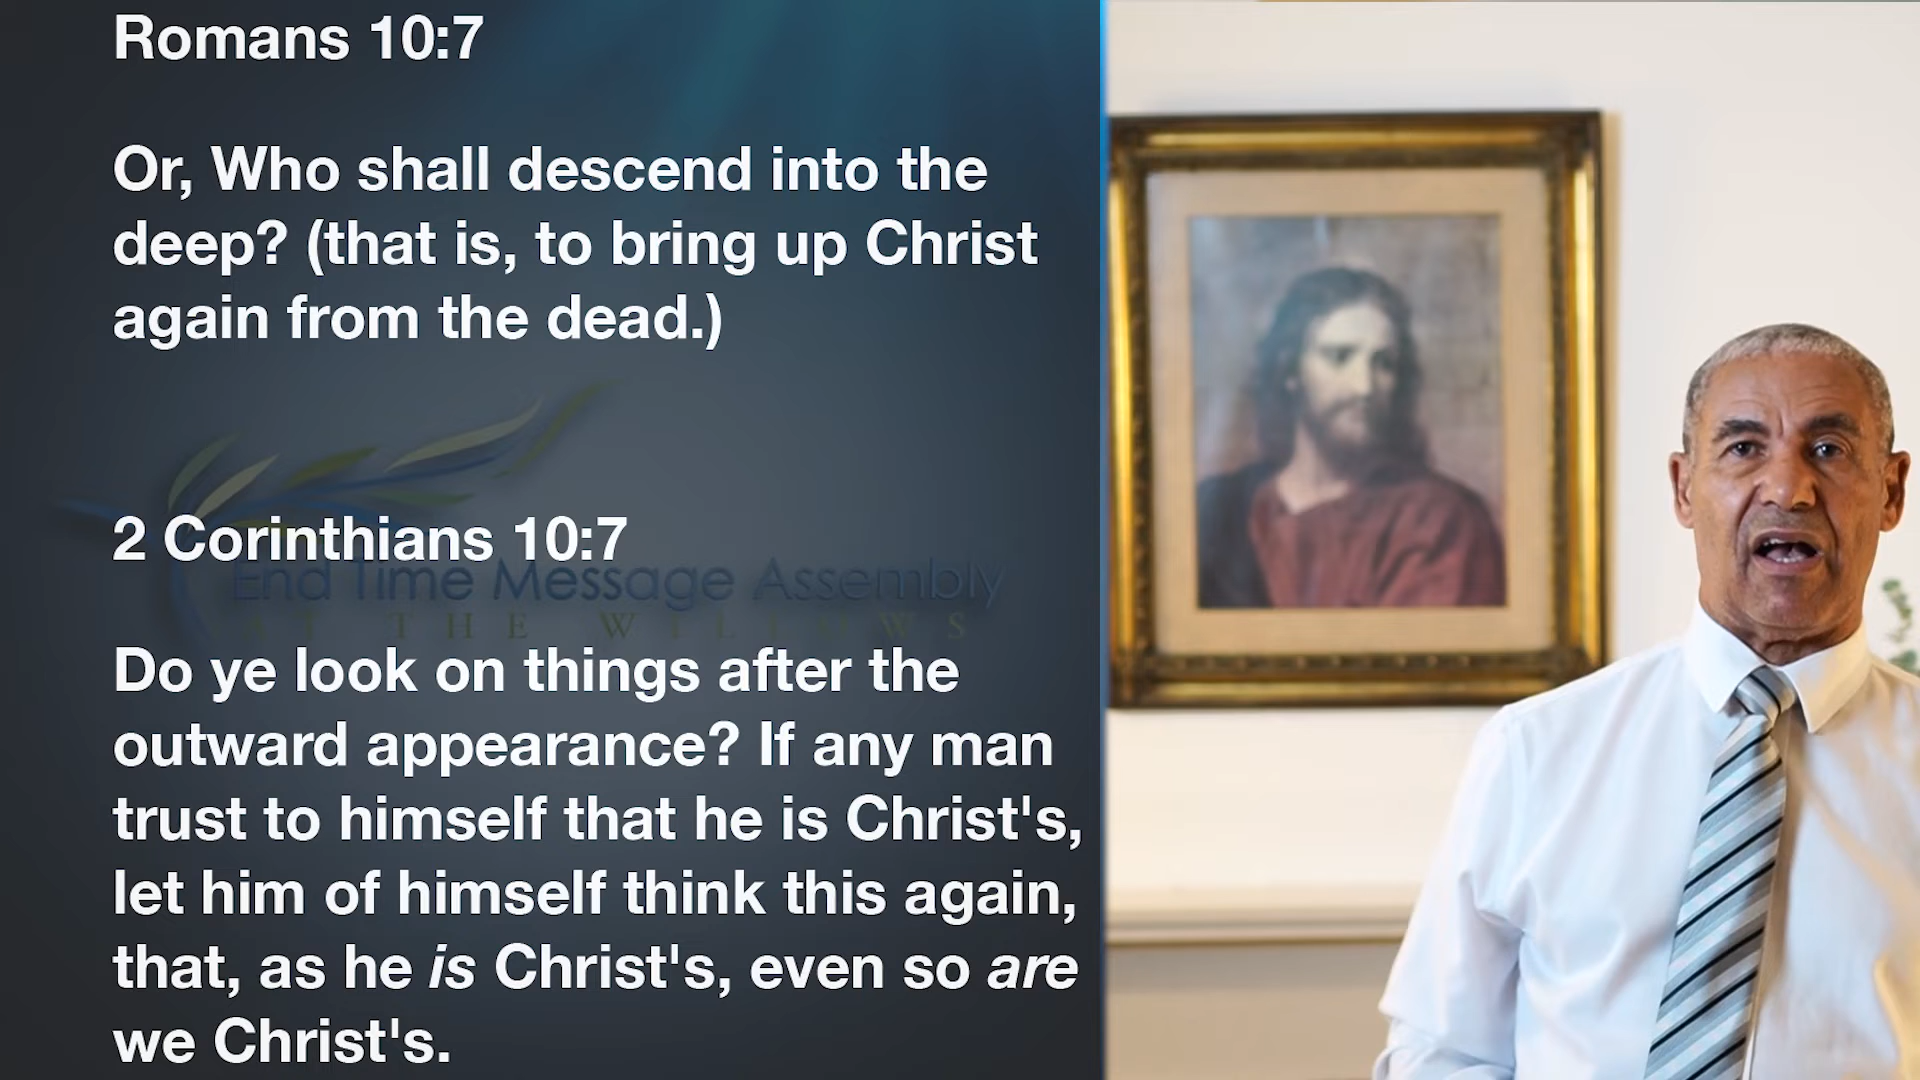 Romans 10:7
Or, Who shall descend into the
deep? (that is, to bring up Christ
again from the dead.)
2 Corinthians 10:7
End Time Message Assembly
AT THE WILLOWS
Do ye look on things after the
outward appearance? If any man
trust to himself that he is Christ's,
let him of himself think this again,
that, as he is Christ's, even so are
we Christ's.